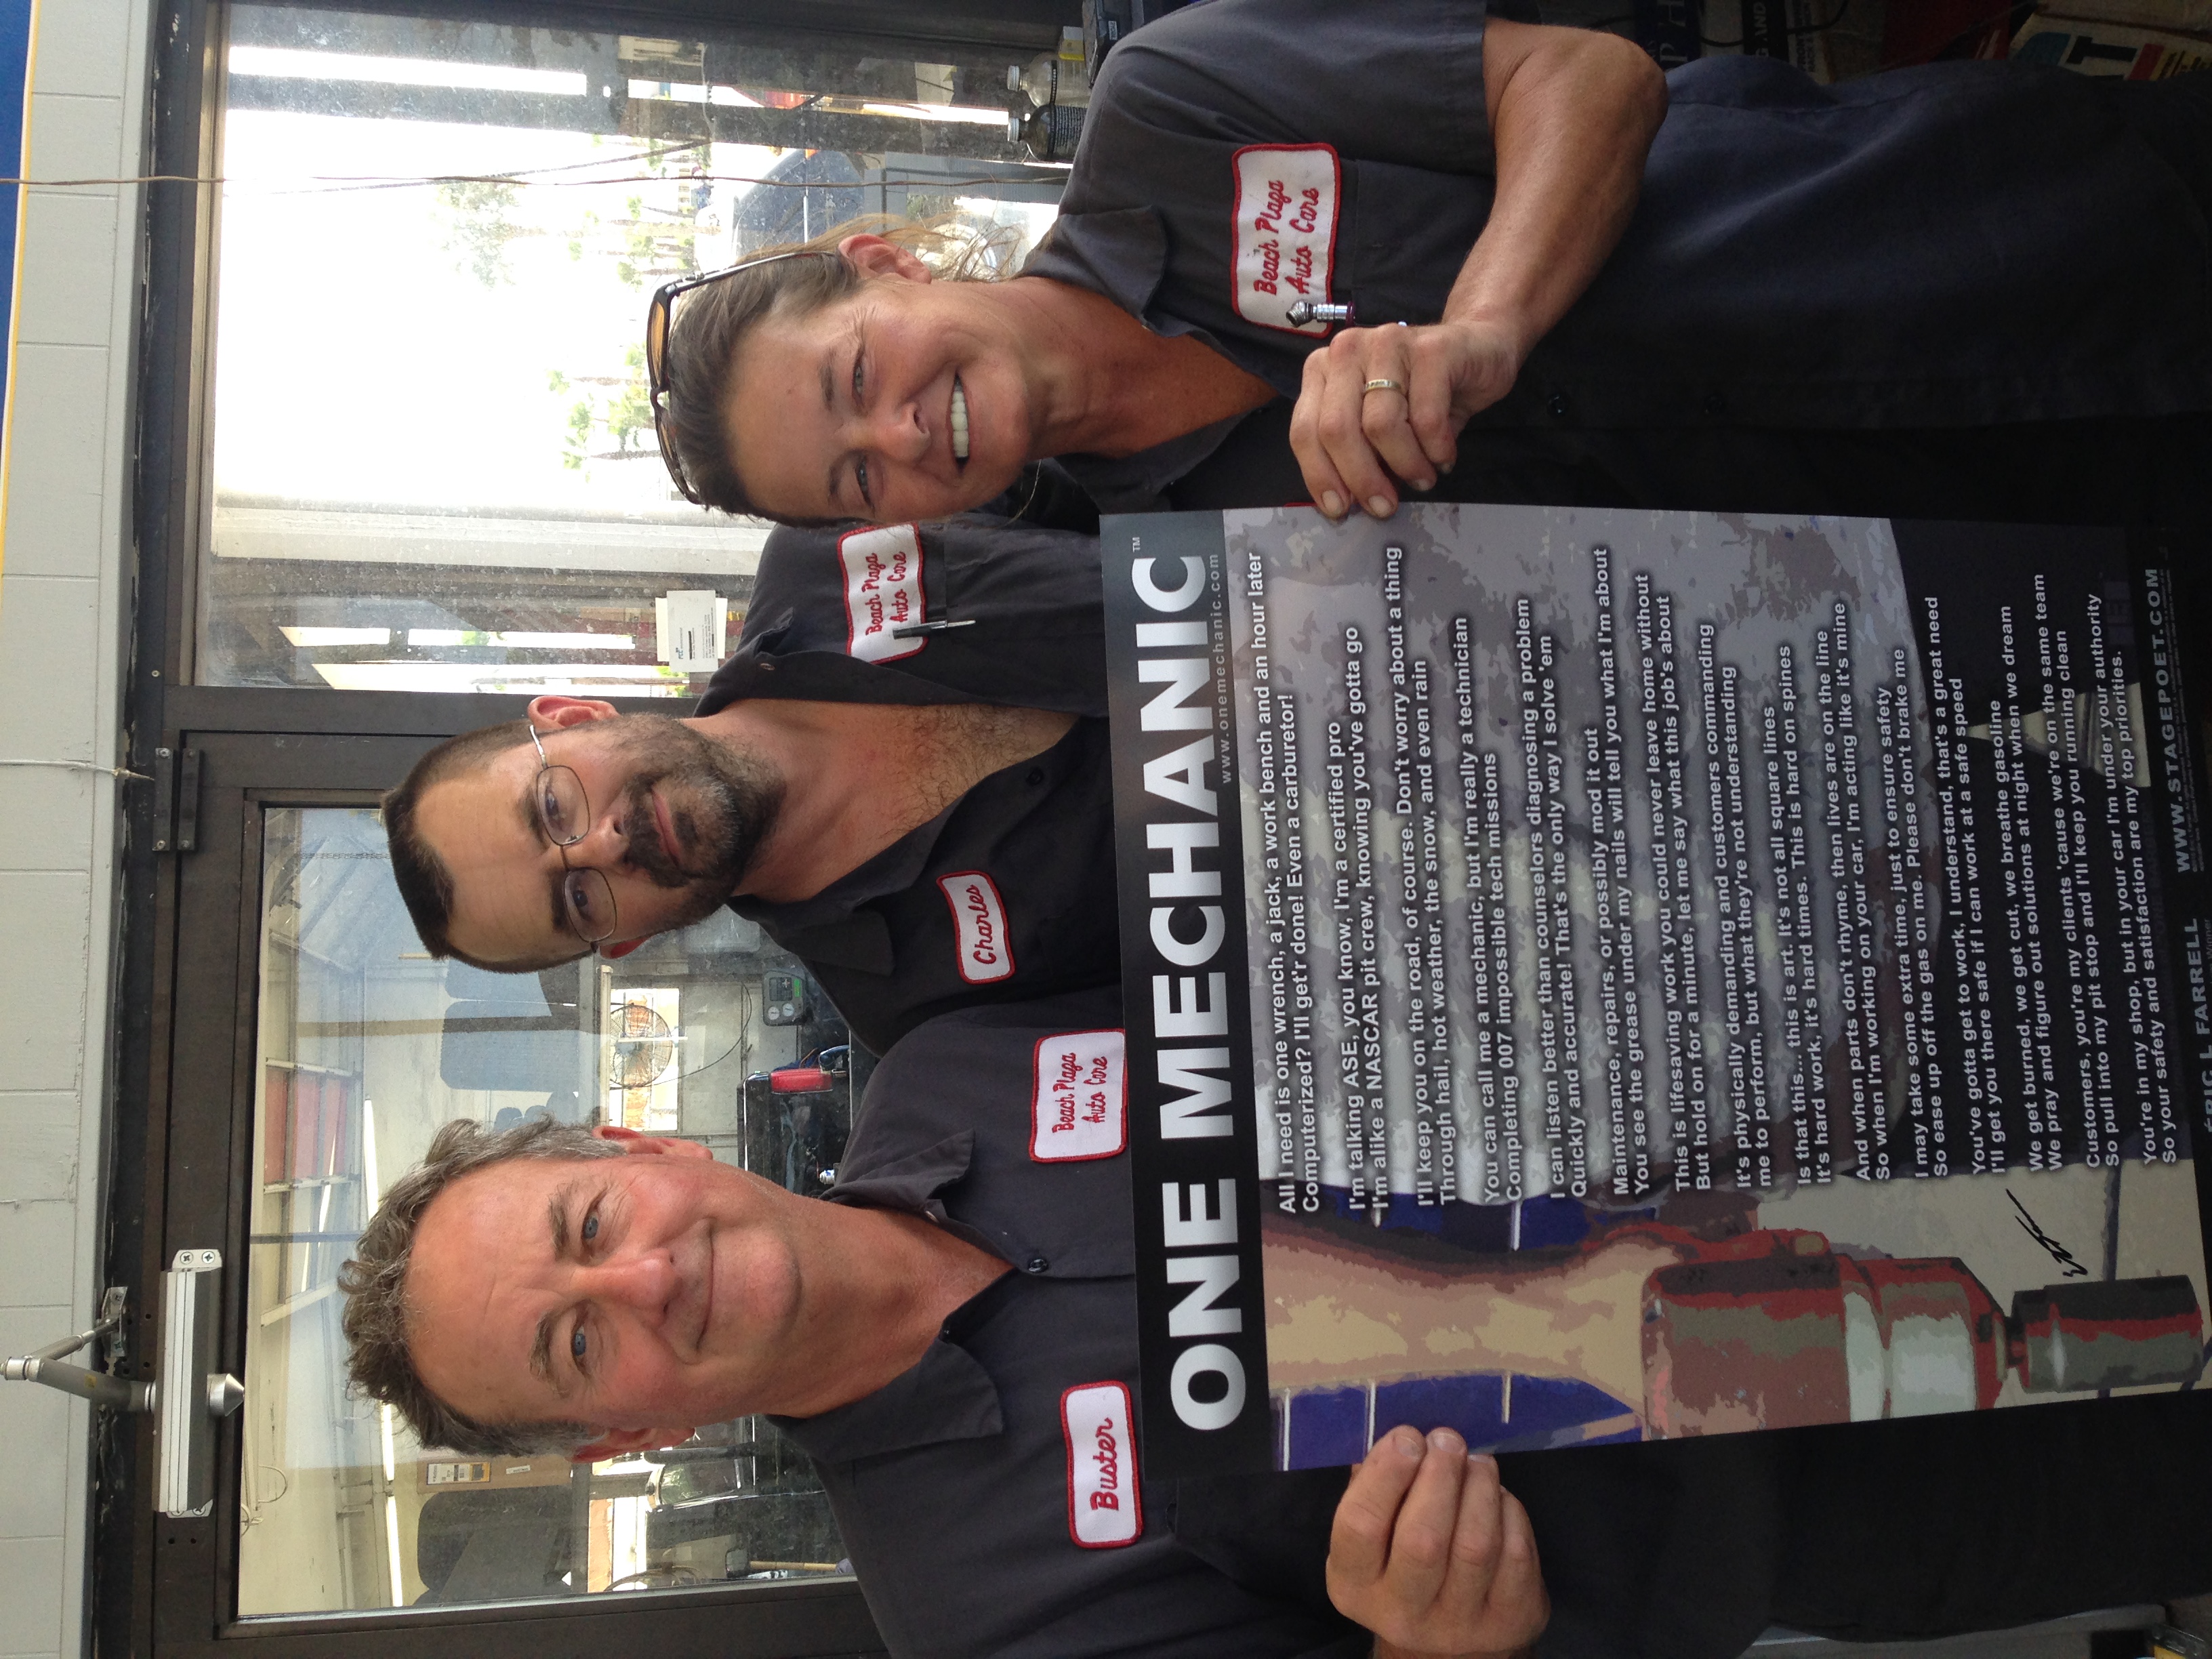 Buster
Beach Plaza
Auto Care
Charles
Beach Plaza
Auto Care
Beach Plaza
Auto Care
ONE MECHANIC™
www.onemechanic.com
All I need is one wrench, a jack, a work bench and an hour later
Computerized? I'll get'r done! Even a carburetor!
I'm talking ASE, you know, I'm a certified pro
I'm alike a NASCAR pit crew, knowing you've gotta go
I'll keep you on the road, of course. Don't worry about a thing
Through hail, hot weather, the snow, and even rain
You can call me a mechanic, but I'm really a technician
Completing 007 impossible tech missions
I can listen better than counselors diagnosing a problem
Quickly and accurate! That's the only way I solve 'em
Maintenance, repairs, or possibly mod it out
You see the grease under my nails will tell you what I'm about
This is lifesaving work you could never leave home without
But hold on for a minute, let me say what this job's about
It's physically demanding and customers commanding
me to perform, but what they're not understanding
Is that this... this is art. It's not all square lines
It's hard work, it's hard times. This is hard on spines
And when parts don't rhyme, then lives are on the line
So when I'm working on your car, I'm acting like it's mine
I may take some extra time, just to ensure safety
So ease up off the gas on me. Please don't brake me
You've gotta get to work, I understand, that's a great need
I'll get you there safe if I can work at a safe speed
We get burned, we get cut, we breathe gasoline
We pray and figure out solutions at night when we dream
Customers, you're my clients 'cause we're on the same team
So pull into my pit stop and I'll keep you running clean
You're in my shop, but in your car I'm under your authority
So your safety and satisfaction are my top priorities.
FARRELL
WWW.STAGEPOET.COM